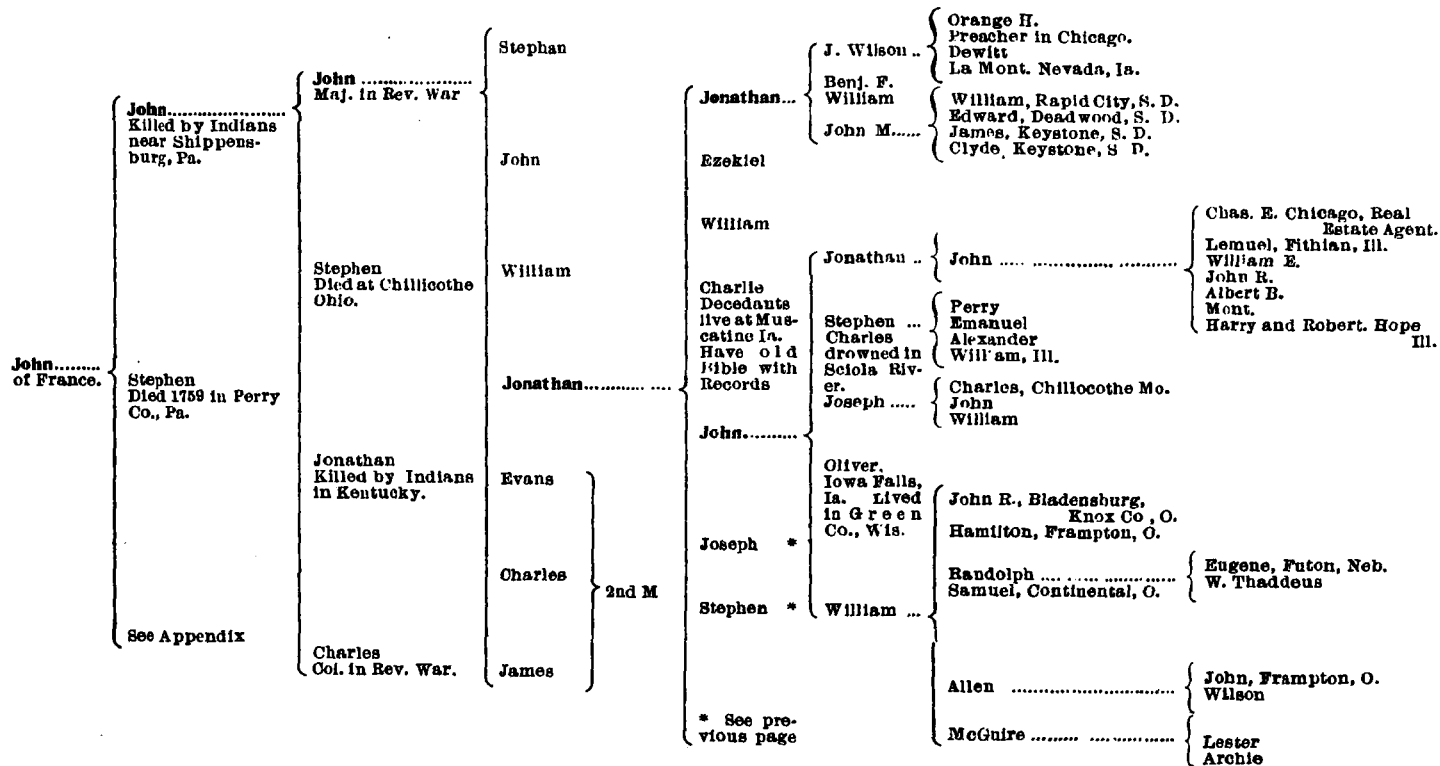 John.........
of France.
John.......................
Killed by Indians
near Shippens-
burg, Pa.
Stephen
Died 1759 in Perry
Co., Pa.
See Appendix
John ......................
Maj. in Rev. War
Stephen
Died at Chillicothe
Ohio.
Jonathan
Killed by Indians
in Kentucky.
Charles
Col. in Rev. War.
Stephan
John
William
Jonathan.............. ....
Evans
Charles
James
2nd M
Jonathan...
Ezekiel
William
Charlie
Decedants
live at Mus-
catine Ia.
Have old
Bible with
Records
John..........
Joseph *
Stephen *
* See pre-
vious page
J. Wilson ..
Benj. F.
William
John M......
Jonathan ..
Stephen ...
Charles
drowned in
Sciola Riv-
er.
Joseph .....
Oliver.
Iowa Falls,
Ia. Lived
in Green
Co., Wis.
William ...
Orange H.
Preacher in Chicago.
Dewitt
La Mont. Nevada, Ia.
William, Rapid City, S. D.
Edward, Deadwood, S. D.
James, Keystone, S. D.
Clyde, Keystone, S D.
John ..... ..............................
Perry
Emanuel
Alexander
William, Ill.
Charles, Chillocothe Mo.
John
William
John R., Bladensburg,
Knox Co , O.
Hamilton, Frampton, O.
Randolph .... ..... ..................
Samuel, Continental, O.
Allen ................................
McGuire ......... ..................
Chas. E. Chicago, Real
Estate Agent.
Lemuel, Fithian, Ill.
William E.
John R.
Albert B.
Mont.
Harry and Robert. Hope
Ill.
Eugene, Futon, Neb.
W. Thaddeus
John, Frampton, O.
Wilson
Lester
Archie